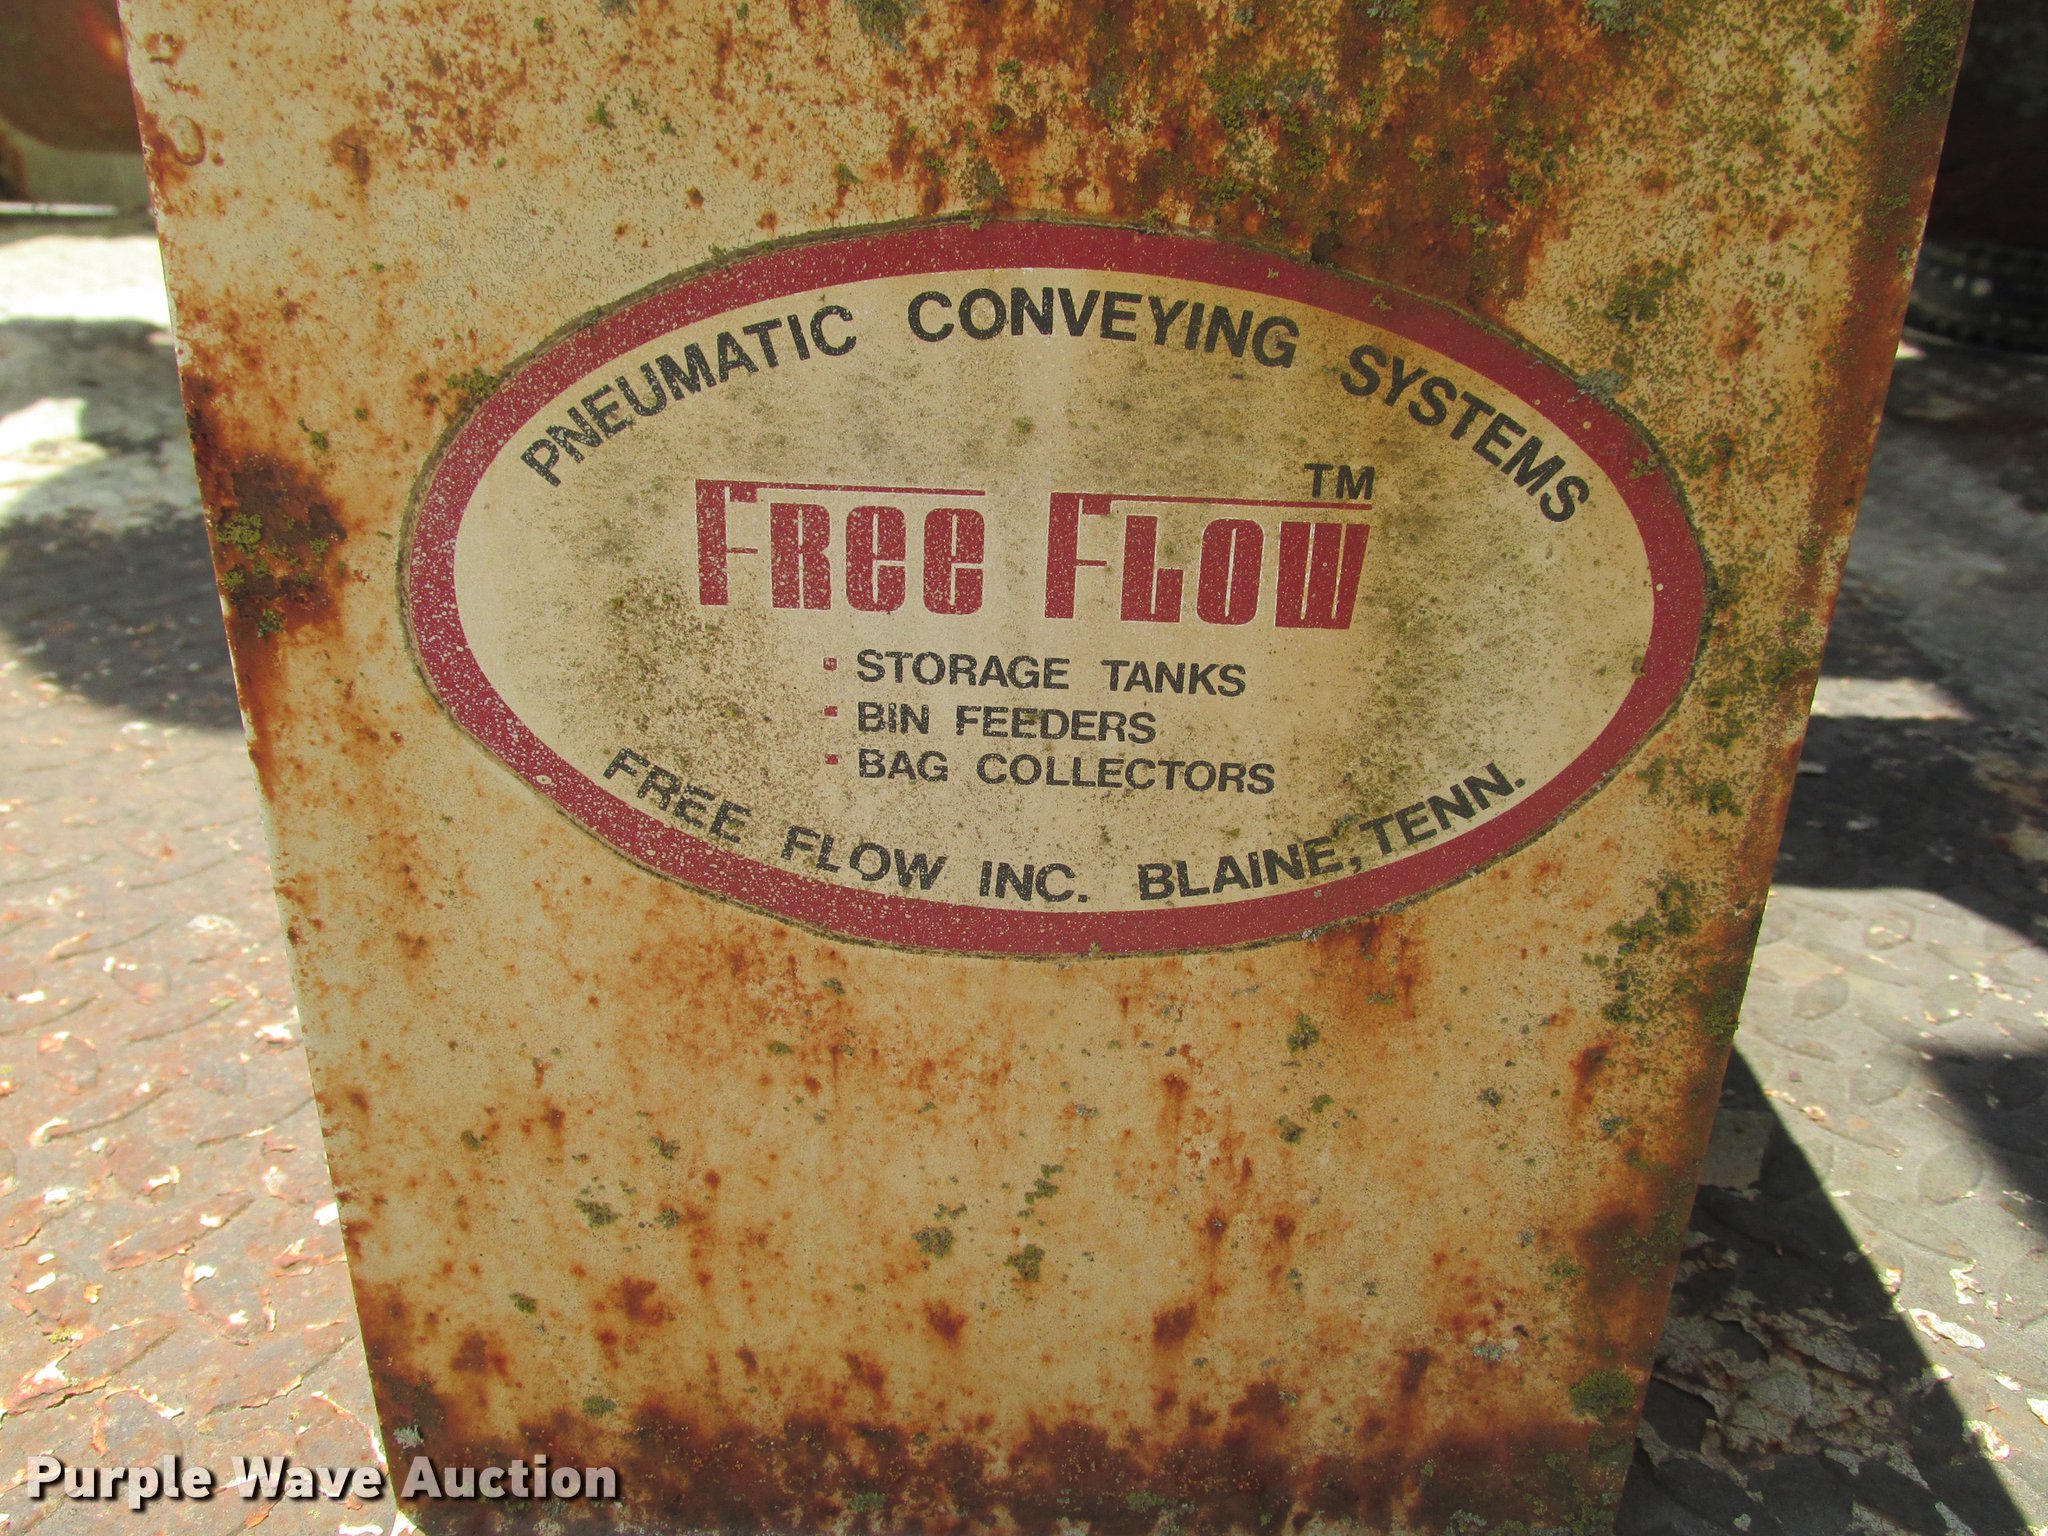 PNEUMATIC CONVEYING SYSTEMS
FREE FLOW TM
STORAGE TANKS
BIN FEEDERS
BAG COLLECTORS
FREE FLOW INC. BLAINE, TENN.
Purple Wave Auction